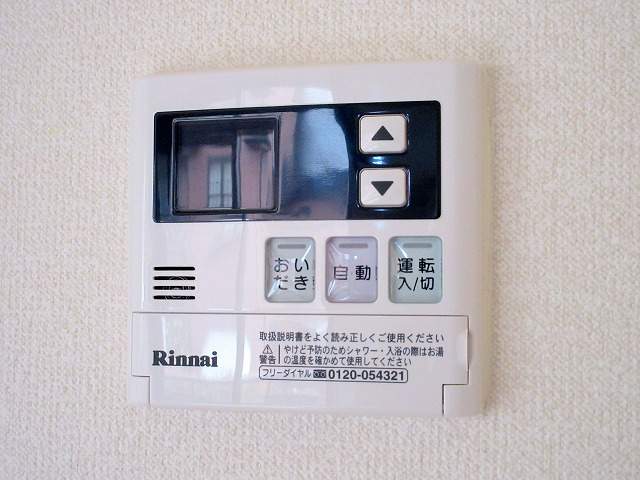 おい
だき
自動
運転
入/切
取扱説明書をよく読み正しくご使用ください
警告 やけど予防のためシャワー・入浴の際はお湯
の温度を確かめて使用してください
Rinnai
フリーダイヤル 0120-054321